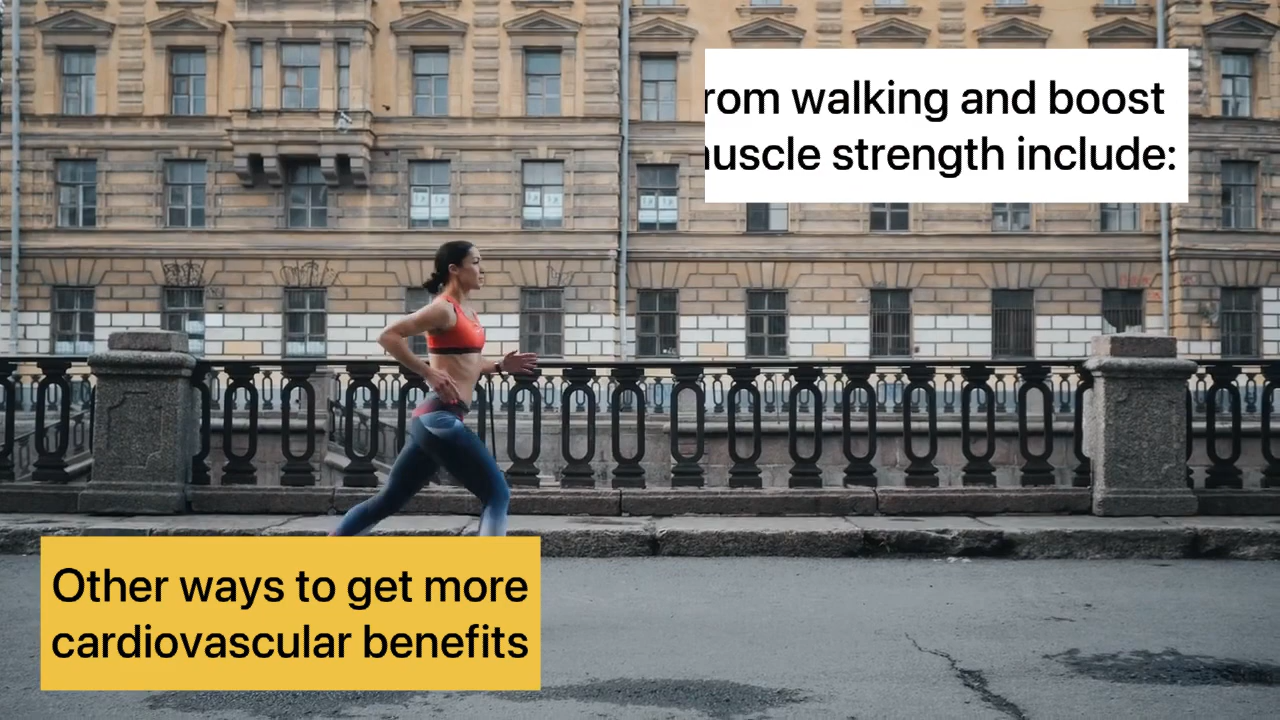 Other ways to get more
cardiovascular benefits
rom walking and boost
uscle strength include: